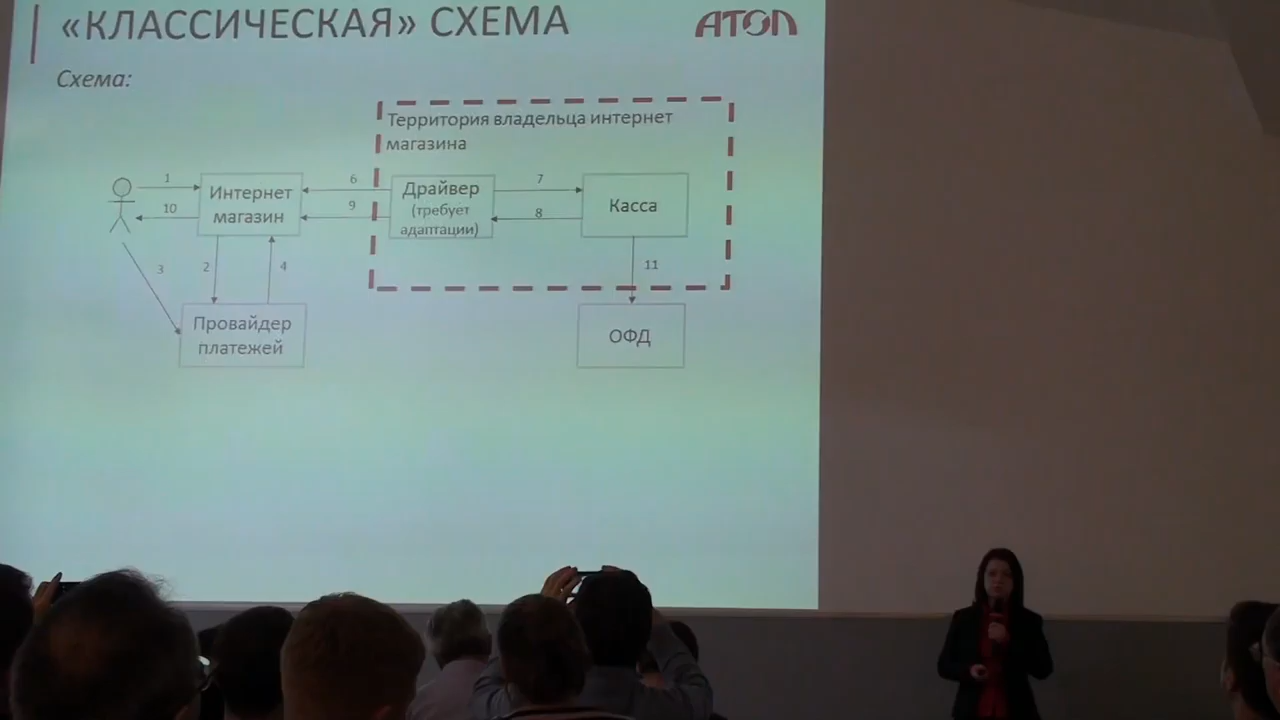 «КЛАССИЧЕСКАЯ» СХЕМА
АТОЛ
Схема:
Территория владельца интернет
магазина
1
10
Интернет
магазин
6
9
Драйвер
(требует
адаптации)
7
8
Касса
3
2
4
11
Провайдер
платежей
ОФД